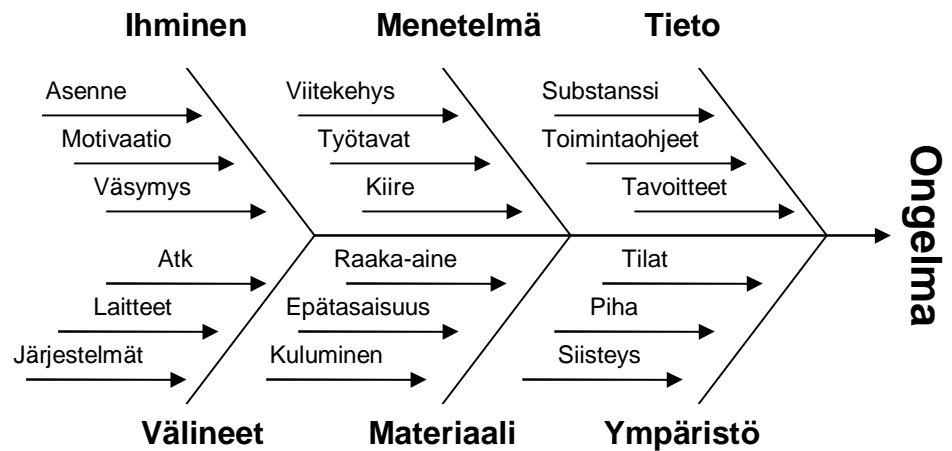 Ihminen
Menetelmä
Tieto
Asenne
Motivaatio
Väsymys
Viitekehys
Työtavat
Kiire
Substanssi
Toimintaohjeet
Tavoitteet
Ongelma
Atk
Laitteet
Järjestelmät
Raaka-aine
Epätasaisuus
Kuluminen
Tilat
Piha
Siisteys
Välineet
Materiaali
Ympäristö